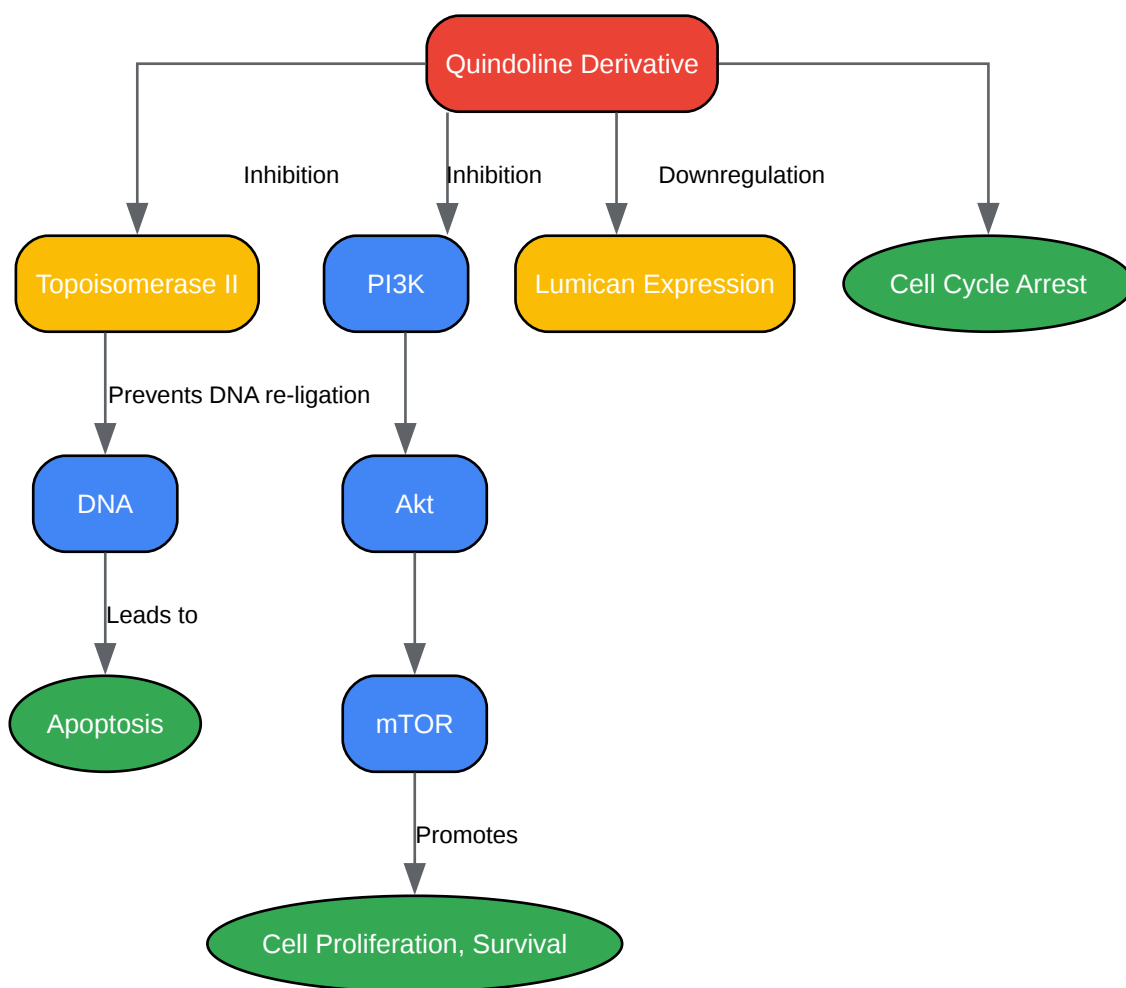 Quindoline Derivative
Inhibition
Inhibition
Downregulation
Topoisomerase II
PI3K
Lumican Expression
Cell Cycle Arrest
Prevents DNA re-ligation
DNA
Akt
Leads to
Apoptosis
mTOR
Promotes
Cell Proliferation, Survival